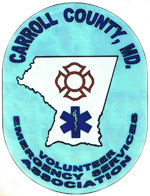 CARROLL COUNTY, MD.
VOLUNTEER
EMERGENCY SERVICES
ASSOCIATION